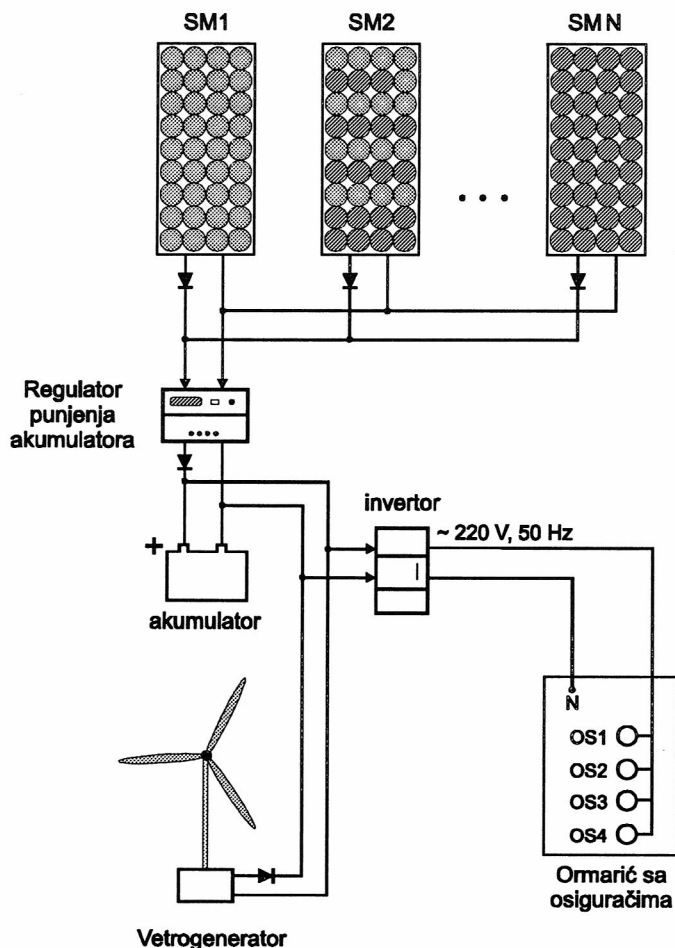 SM1
SM2
SM N
Regulator
punjenja
akumulatora
invertor
~ 220 V, 50 Hz
+
akumulator
N
OS1
OS2
OS3
OS4
Ormarić sa
osiguračima
Vetrogenerator